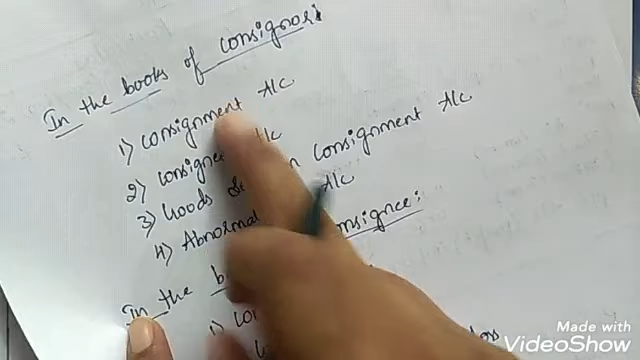 In the books of consignor:
1) consignment A/c
2) consignee A/c
3) Goods on consignment A/c
4) Abnormal A/c
In the consignee:
1)
Made with
VideoShow